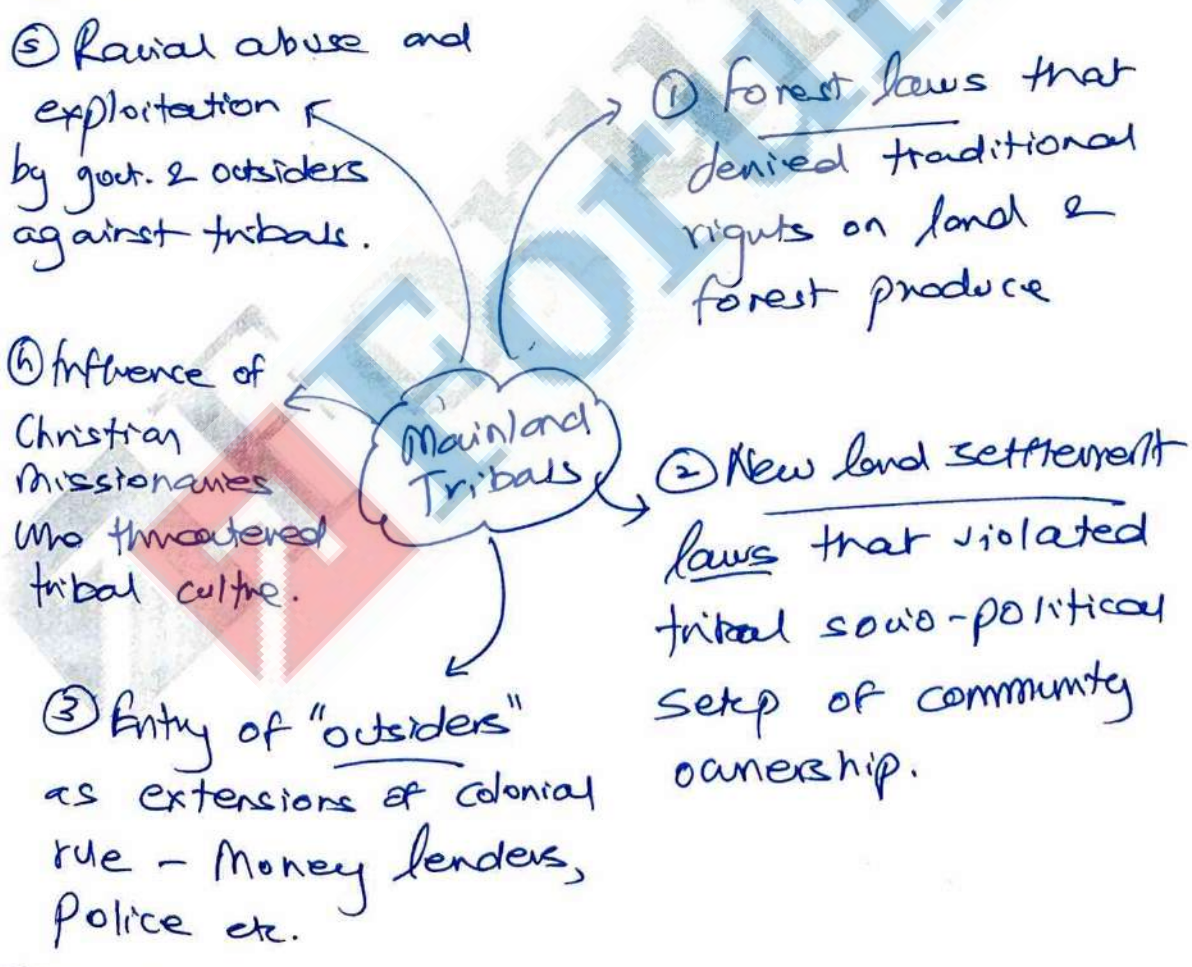 Mainland
Tribals
① Forest laws that
denied traditional
rights on land &
forest produce
② New land settlement
laws that violated
tribal socio-political
setup of community
ownership.
③ Entry of "outsiders"
as extensions of colonial
rule - Money lenders,
Police etc.
④ Influence of
Christian
Missionaries
who threatened
tribal culture.
⑤ Racial abuse and
exploitation
by govt. & outsiders
against tribals.